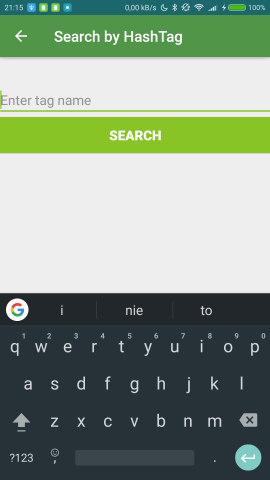 21:15 0,00 kB/s 100%
Search by HashTag
Enter tag name
SEARCH
G i nie to
1 2 3 4 5 6 7 8 9 0
q w e r t y u i o p
a s d f g h j k l
z x c v b n m
?123 , .